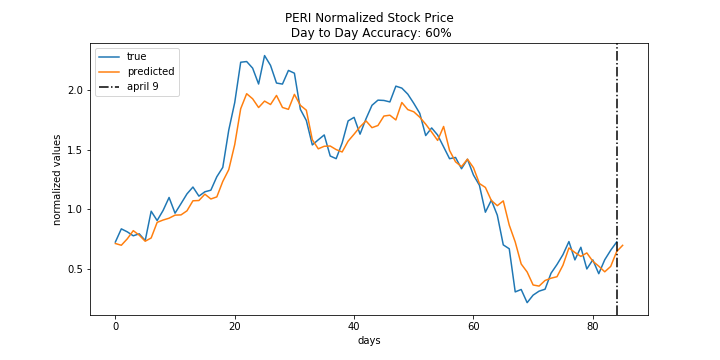 PERI Normalized Stock Price
Day to Day Accuracy: 60%
true
predicted
april 9
normalized values
2.0
1.5
1.0
0.5
0
20
40
60
80
days